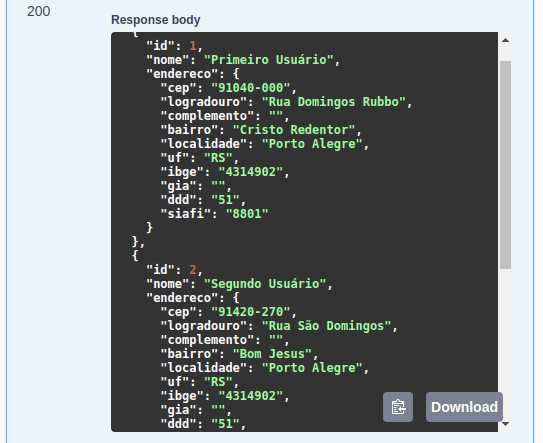 200
Response body
{
"id": 1,
"nome": "Primeiro Usuário",
"endereco": {
"cep": "91040-000",
"logradouro": "Rua Domingos Rubbo",
"complemento": "",
"bairro": "Cristo Redentor",
"localidade": "Porto Alegre",
"uf": "RS",
"ibge": "4314902",
"gia": "",
"ddd": "51",
"siafi": "8801"
}
},
{
"id": 2,
"nome": "Segundo Usuário",
"endereco": {
"cep": "91420-270",
"logradouro": "Rua São Domingos",
"complemento": "",
"bairro": "Bom Jesus",
"localidade": "Porto Alegre",
"uf": "RS",
"ibge": "4314902",
"gia": "",
"ddd": "51",
Download